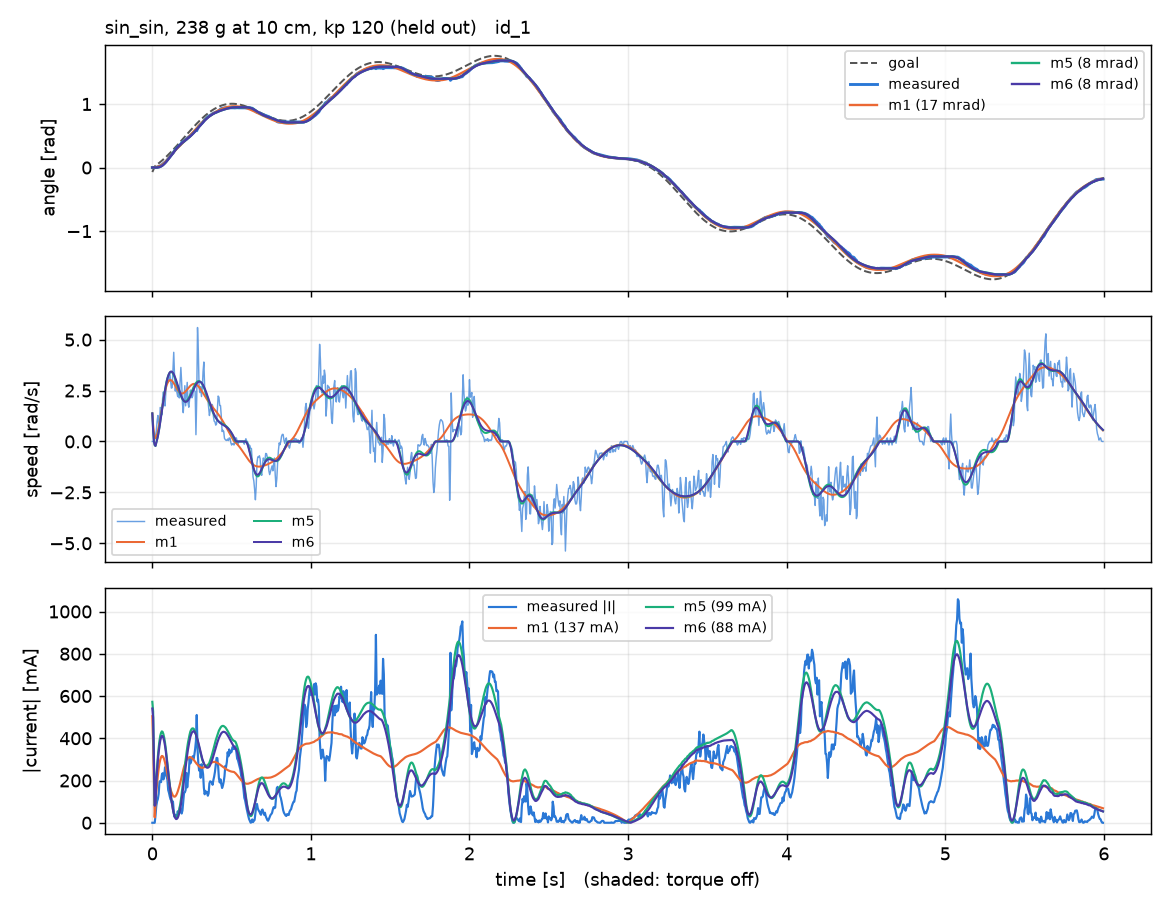 sin_sin, 238 g at 10 cm, kp 120 (held out)   id_1
goal
measured
m1 (17 mrad)
m5 (8 mrad)
m6 (8 mrad)
angle [rad]
1
0
−1
speed [rad/s]
5.0
2.5
0.0
−2.5
−5.0
measured
m1
m5
m6
|current| [mA]
1000
800
600
400
200
0
measured |I|
m1 (137 mA)
m5 (99 mA)
m6 (88 mA)
0 1 2 3 4 5 6
time [s]   (shaded: torque off)